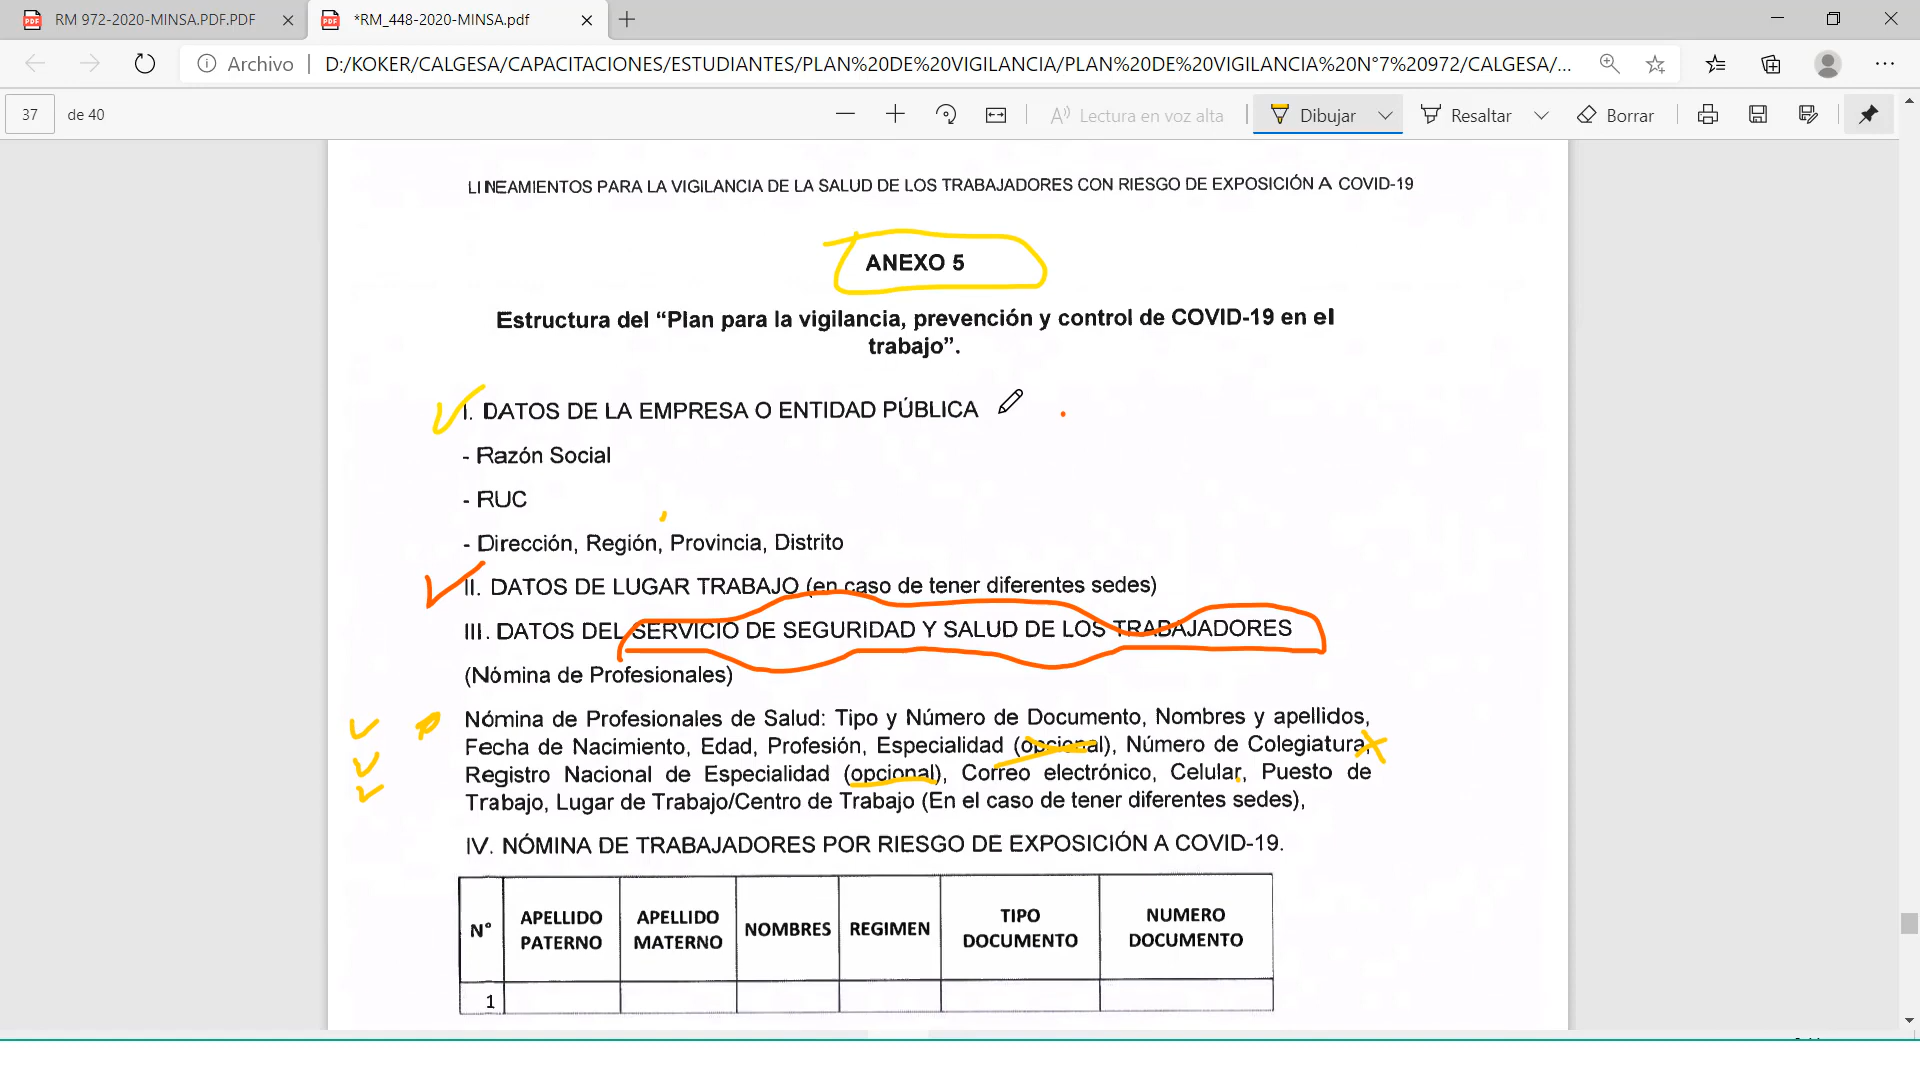 RM 972-2020-MINSA.PDF.PDF
*RM_448-2020-MINSA.pdf
Archivo
D:/KOKER/CALGESA/CAPACITACIONES/ESTUDIANTES/PLAN%20DE%20VIGILANCIA/PLAN%20DE%20VIGILANCIA%20N°7%20972/CALGESA/...
37 de 40
Lectura en voz alta
Dibujar
Resaltar
Borrar
LINEAMIENTOS PARA LA VIGILANCIA DE LA SALUD DE LOS TRABAJADORES CON RIESGO DE EXPOSICIÓN A COVID-19
ANEXO 5
Estructura del “Plan para la vigilancia, prevención y control de COVID-19 en el
trabajo”.
I. DATOS DE LA EMPRESA O ENTIDAD PÚBLICA
- Razón Social
- RUC
- Dirección, Región, Provincia, Distrito
II. DATOS DE LUGAR TRABAJO (en caso de tener diferentes sedes)
III. DATOS DEL SERVICIO DE SEGURIDAD Y SALUD DE LOS TRABAJADORES
(Nómina de Profesionales)
Nómina de Profesionales de Salud: Tipo y Número de Documento, Nombres y apellidos,
Fecha de Nacimiento, Edad, Profesión, Especialidad (opcional), Número de Colegiatura,
Registro Nacional de Especialidad (opcional), Correo electrónico, Celular, Puesto de
Trabajo, Lugar de Trabajo/Centro de Trabajo (En el caso de tener diferentes sedes),
IV. NÓMINA DE TRABAJADORES POR RIESGO DE EXPOSICIÓN A COVID-19.
N°
APELLIDO
PATERNO
APELLIDO
MATERNO
NOMBRES
REGIMEN
TIPO
DOCUMENTO
NUMERO
DOCUMENTO
1